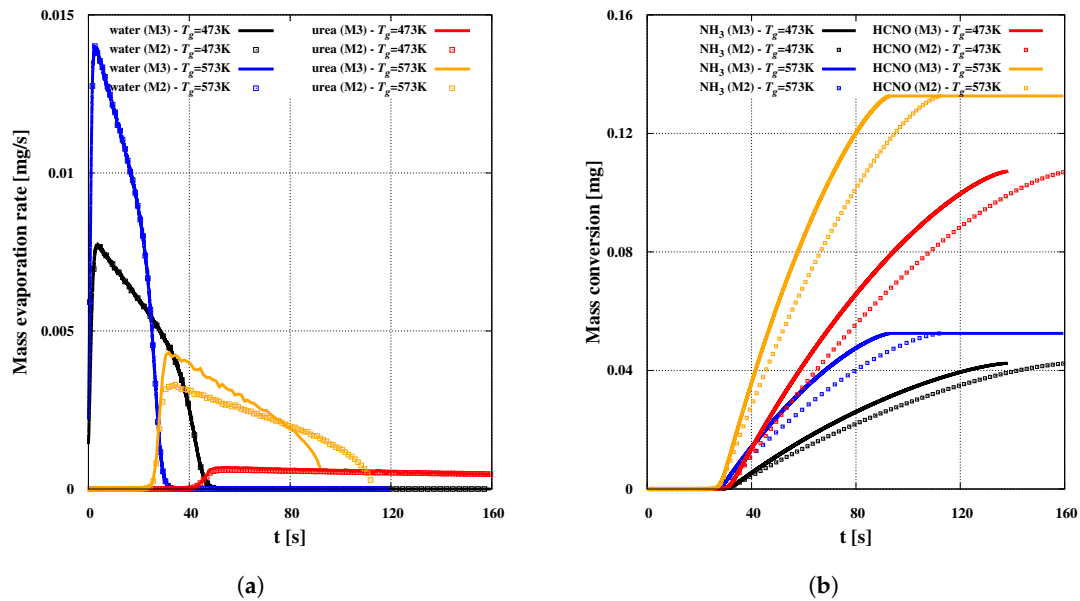 water (M3) - Tg=473K
water (M2) - Tg=473K
water (M3) - Tg=573K
water (M2) - Tg=573K
urea (M3) - Tg=473K
urea (M2) - Tg=473K
urea (M3) - Tg=573K
urea (M2) - Tg=573K
Mass evaporation rate [mg/s]
0.015
0.01
0.005
0
0 40 80 120 160
t [s]
(a)
NH3 (M3) - Tg=473K
NH3 (M2) - Tg=473K
NH3 (M3) - Tg=573K
NH3 (M2) - Tg=573K
HCNO (M3) - Tg=473K
HCNO (M2) - Tg=473K
HCNO (M3) - Tg=573K
HCNO (M2) - Tg=573K
Mass conversion [mg]
0.16
0.12
0.08
0.04
0
0 40 80 120 160
t [s]
(b)